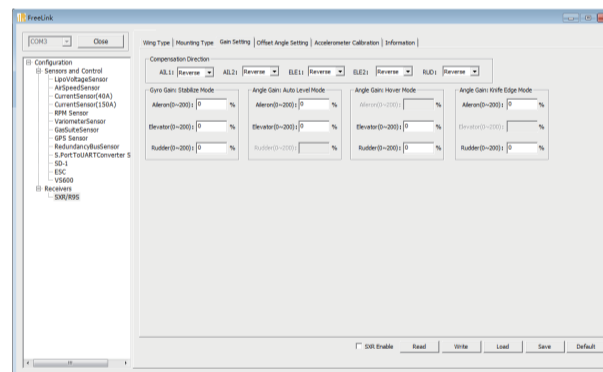 FreeLink
COM3
Close
Wing Type | Mounting Type | Gain Setting | Offset Angle Setting | Accelerometer Calibration | Information
Configuration
Sensors and Control
LipoVoltageSensor
AirSpeedSensor
CurrentSensor(40A)
CurrentSensor(150A)
RPM Sensor
VariometerSensor
GasSuiteSensor
GPS Sensor
RedundancyBusSensor
S.PortToUARTConverter S
SD-1
ESC
VS600
Receivers
SXR/R9S
Compensation Direction
AIL1: Reverse AIL2: Reverse ELE1: Reverse ELE2: Reverse RUD: Reverse
Gyro Gain: Stabilize Mode
Aileron(0~200): 0 %
Elevator(0~200): 0 %
Rudder(0~200): 0 %
Angle Gain: Auto Level Mode
Aileron(0~200): 0 %
Elevator(0~200): 0 %
Rudder(0~200): %
Angle Gain: Hover Mode
Aileron(0~200): %
Elevator(0~200): 0 %
Rudder(0~200): 0 %
Angle Gain: Knife Edge Mode
Aileron(0~200): 0 %
Elevator(0~200): %
Rudder(0~200): 0 %
SXR Enable Read Write Load Save Default